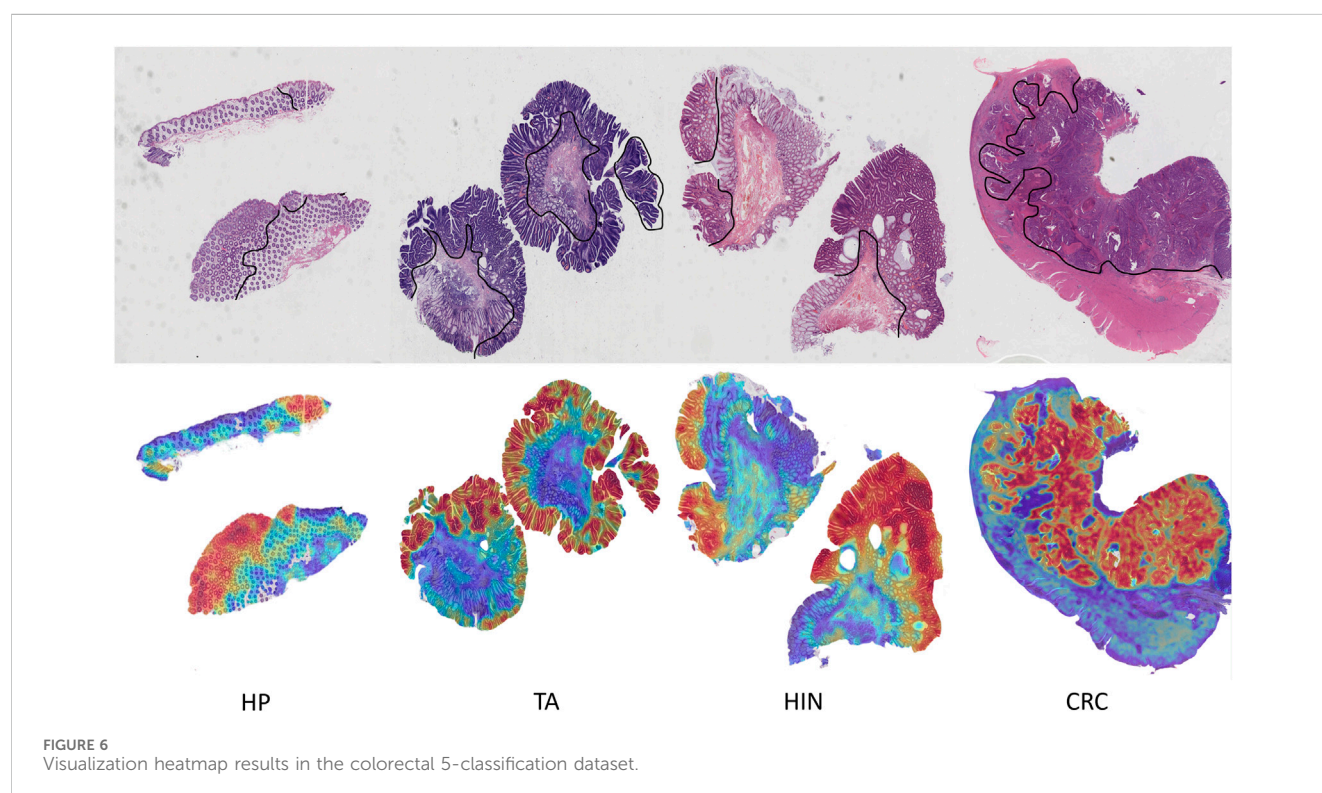 HP
TA
HIN
CRC
FIGURE 6
Visualization heatmap results in the colorectal 5-classification dataset.